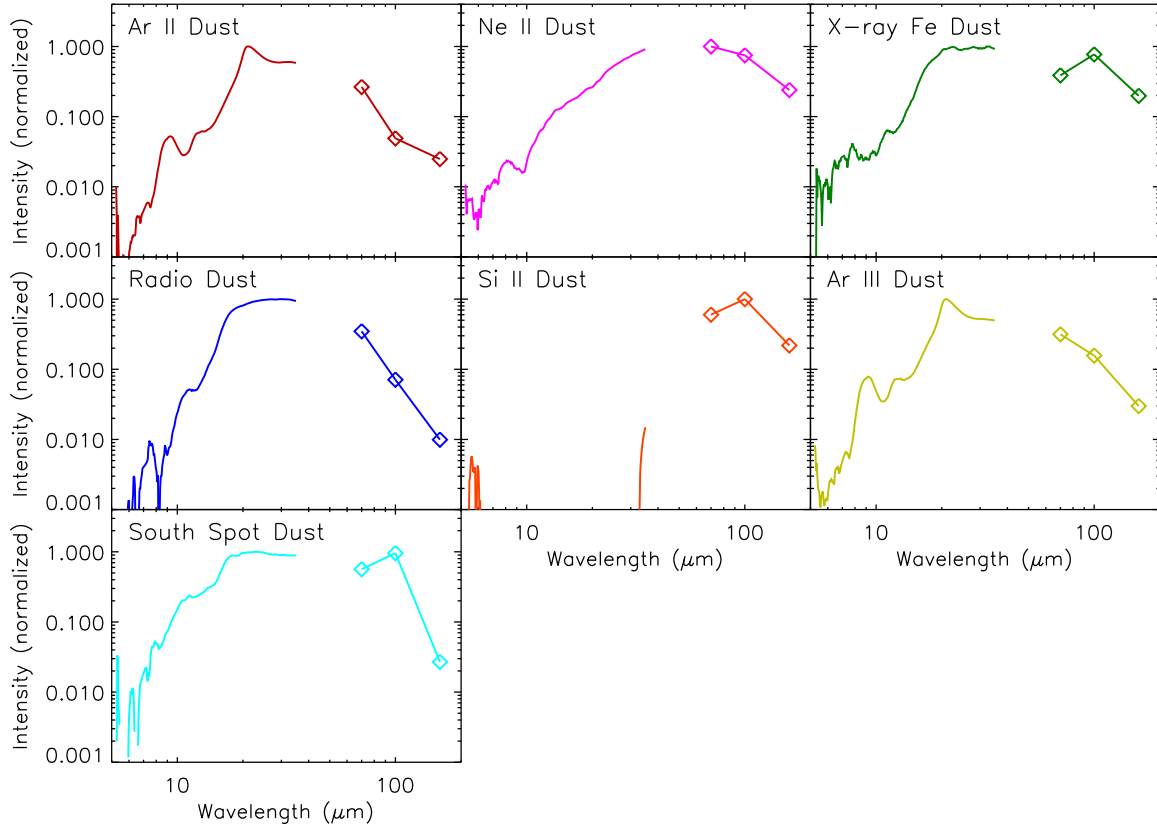 Ar II Dust
Ne II Dust
X-ray Fe Dust
Intensity (normalized)
1.000
0.100
0.010
0.001
Radio Dust
Si II Dust
Ar III Dust
Intensity (normalized)
1.000
0.100
0.010
0.001
10 100
10 100
Wavelength (μm)
Wavelength (μm)
South Spot Dust
Intensity (normalized)
1.000
0.100
0.010
0.001
10 100
Wavelength (μm)